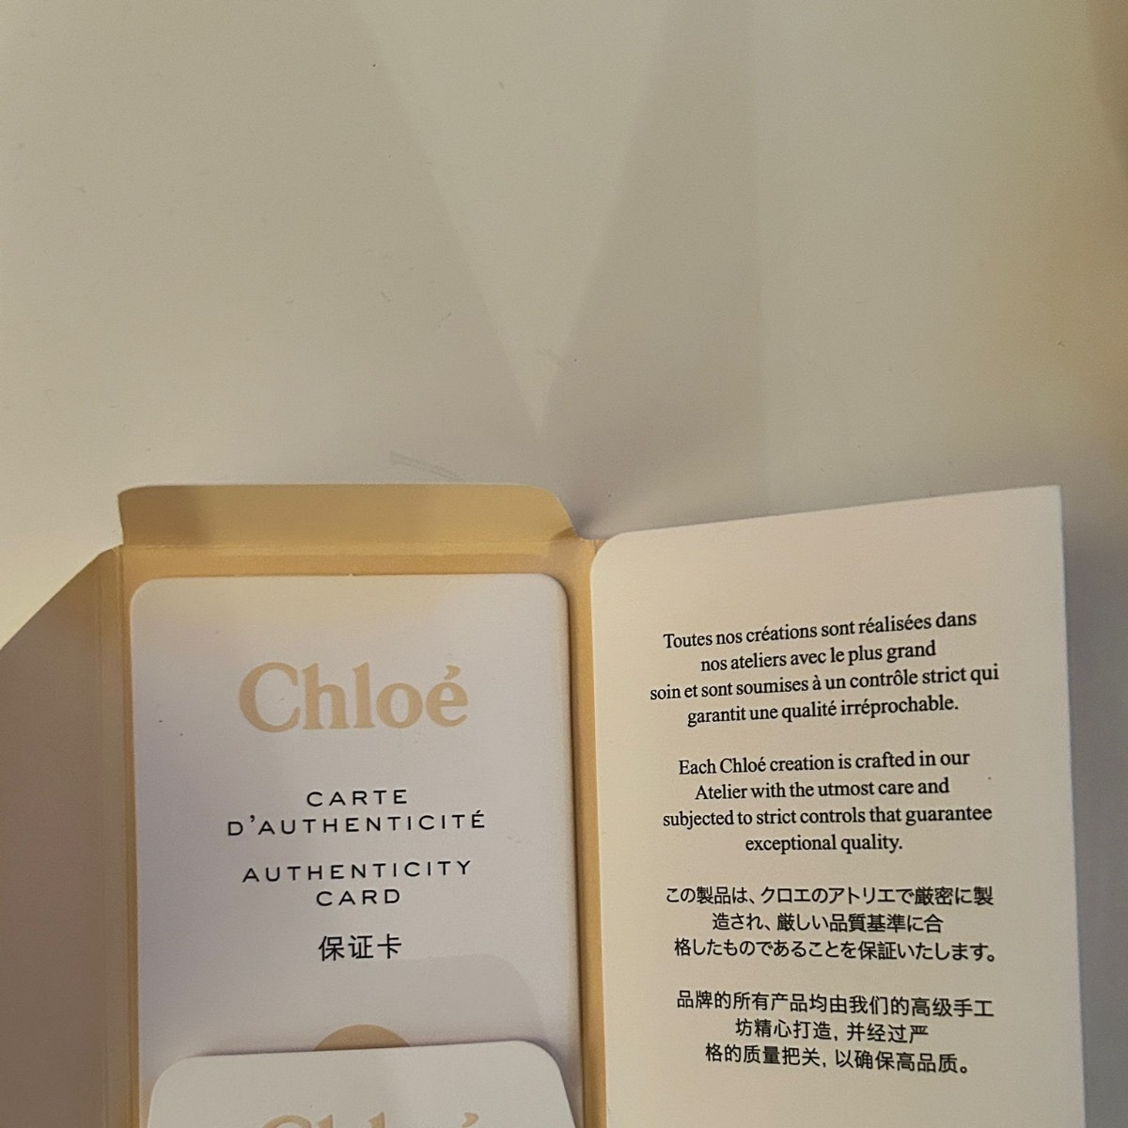 Chloé
CARTE
D'AUTHENTICITÉ
AUTHENTICITY
CARD
保证卡
Chloé
Toutes nos créations sont réalisées dans
nos ateliers avec le plus grand
soin et sont soumises à un contrôle strict qui
garantit une qualité irréprochable.
Each Chloé creation is crafted in our
Atelier with the utmost care and
subjected to strict controls that guarantee
exceptional quality.
この製品は、クロエのアトリエで厳密に製
造され、厳しい品質基準に合
格したものであることを保証いたします。
品牌的所有产品均由我们的高级手工
坊精心打造, 并经过严
格的质量把关, 以确保高品质。